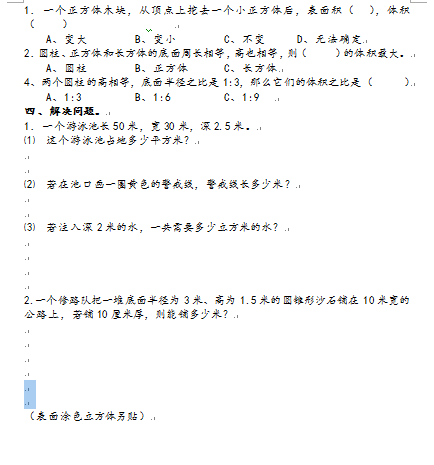 1. 一个正方体木块，从顶点上挖去一个小正方体后，表面积（ ），体积
（ ）
A、变大 B、变小 C、不变 D、无法确定。
2. 圆柱、正方体和长方体的底面周长相等，高也相等，则（ ）的体积最大。
A、圆柱 B、正方体 C、长方体
4、两个圆柱的高相等，底面半径之比是1:3，那么它们的体积之比是（ ）。
A、1:3 B、1:6 C、1:9
四、解决问题。
1. 一个游泳池长50米，宽30米，深2.5米。
⑴ 这个游泳池占地多少平方米？
⑵ 若在池口画一圈黄色的警戒线，警戒线长多少米？
⑶ 若注入深2米的水，一共需要多少立方米的水？
2.一个修路队把一堆底面半径为3米、高为1.5米的圆锥形沙石铺在10米宽的
公路上，若铺10厘米厚，则能铺多少米？
（表面涂色立方体另贴）